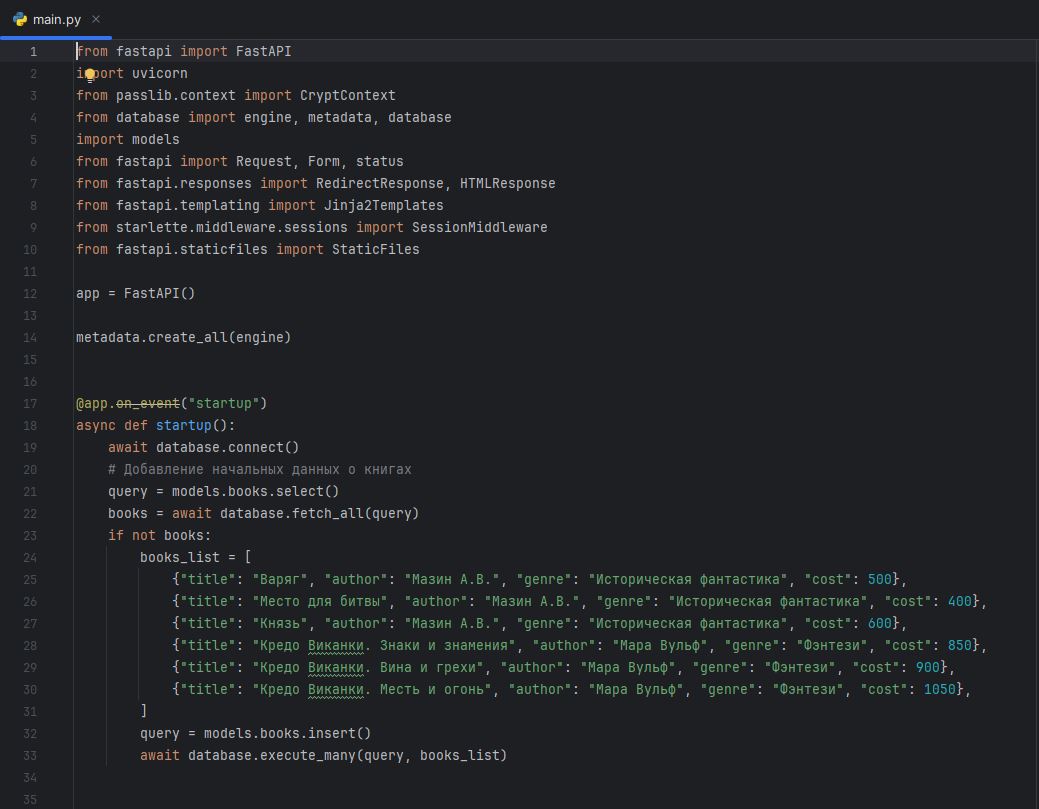 main.py ×
1 from fastapi import FastAPI
2 import uvicorn
3 from passlib.context import CryptContext
4 from database import engine, metadata, database
5 import models
6 from fastapi import Request, Form, status
7 from fastapi.responses import RedirectResponse, HTMLResponse
8 from fastapi.templating import Jinja2Templates
9 from starlette.middleware.sessions import SessionMiddleware
10 from fastapi.staticfiles import StaticFiles
11
12 app = FastAPI()
13
14 metadata.create_all(engine)
15
16
17 @app.on_event("startup")
18 async def startup():
19     await database.connect()
20     # Добавление начальных данных о книгах
21     query = models.books.select()
22     books = await database.fetch_all(query)
23     if not books:
24         books_list = [
25             {"title": "Варяг", "author": "Мазин А.В.", "genre": "Историческая фантастика", "cost": 500},
26             {"title": "Место для битвы", "author": "Мазин А.В.", "genre": "Историческая фантастика", "cost": 400},
27             {"title": "Князь", "author": "Мазин А.В.", "genre": "Историческая фантастика", "cost": 600},
28             {"title": "Кредо Виканки. Знаки и знамения", "author": "Мара Вульф", "genre": "Фэнтези", "cost": 850},
29             {"title": "Кредо Виканки. Вина и грехи", "author": "Мара Вульф", "genre": "Фэнтези", "cost": 900},
30             {"title": "Кредо Виканки. Месть и огонь", "author": "Мара Вульф", "genre": "Фэнтези", "cost": 1050},
31         ]
32         query = models.books.insert()
33         await database.execute_many(query, books_list)
34
35